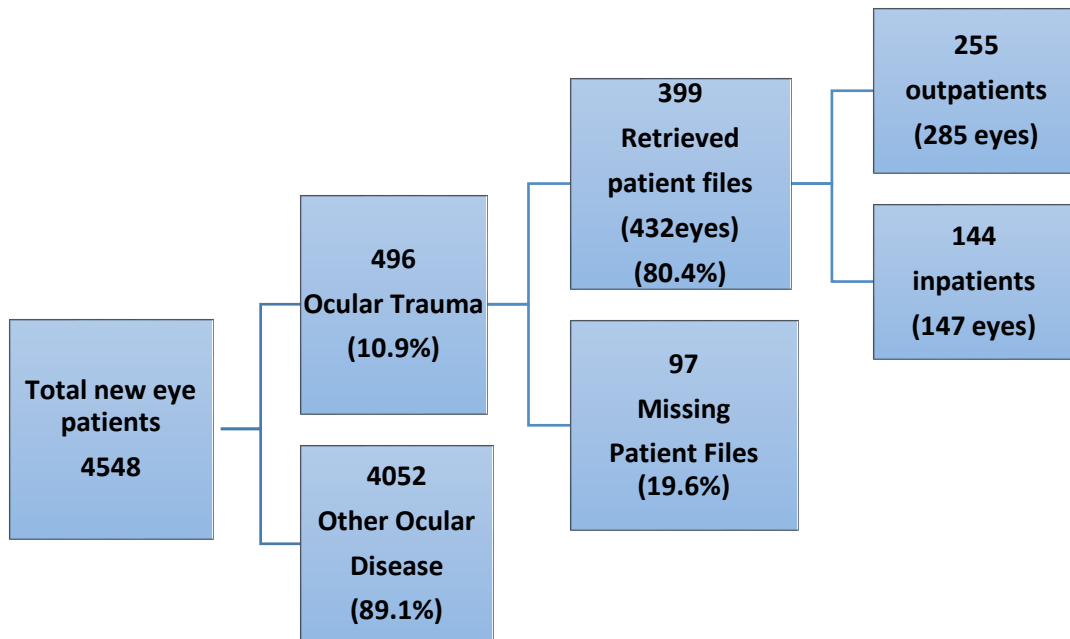 Total new eye
patients
4548
496
Ocular Trauma
(10.9%)
4052
Other Ocular
Disease
(89.1%)
399
Retrieved
patient files
(432eyes)
(80.4%)
97
Missing
Patient Files
(19.6%)
255
outpatients
(285 eyes)
144
inpatients
(147 eyes)